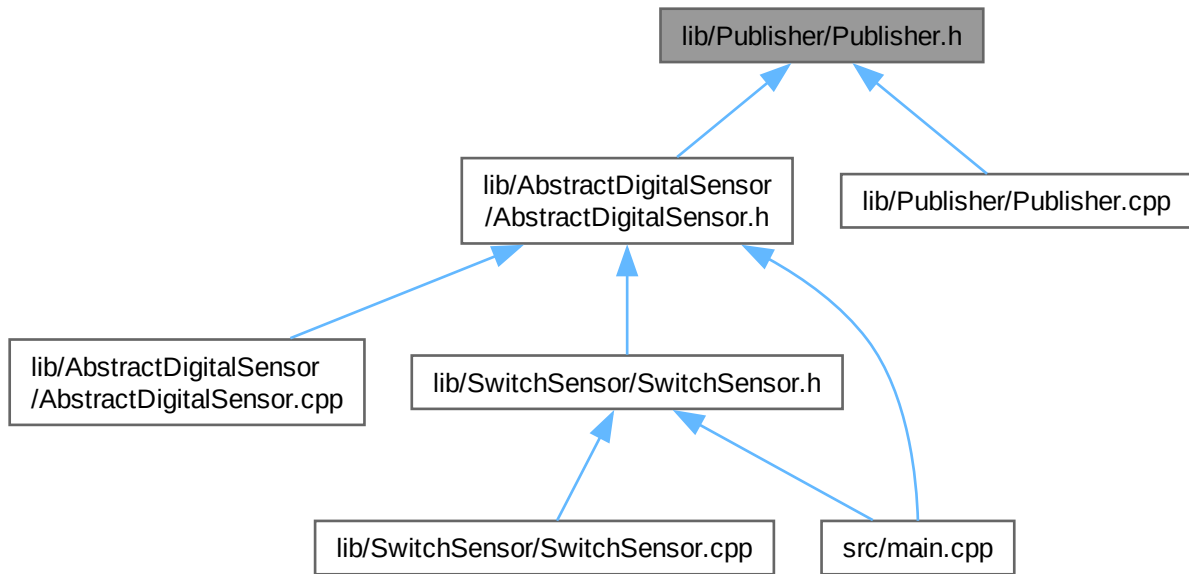 lib/Publisher/Publisher.h
lib/AbstractDigitalSensor
/AbstractDigitalSensor.h
lib/Publisher/Publisher.cpp
lib/AbstractDigitalSensor
/AbstractDigitalSensor.cpp
lib/SwitchSensor/SwitchSensor.h
lib/SwitchSensor/SwitchSensor.cpp
src/main.cpp